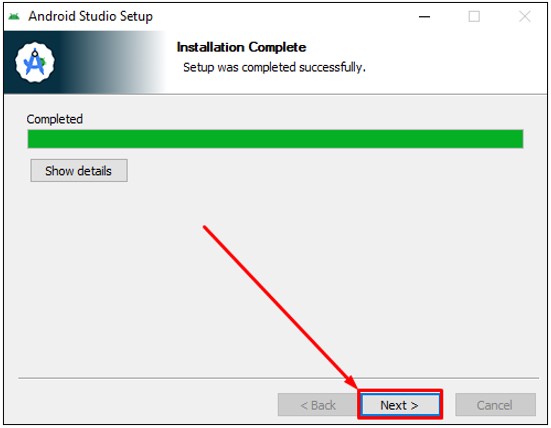 Android Studio Setup
Installation Complete
Setup was completed successfully.
Completed
Show details
< Back
Next >
Cancel